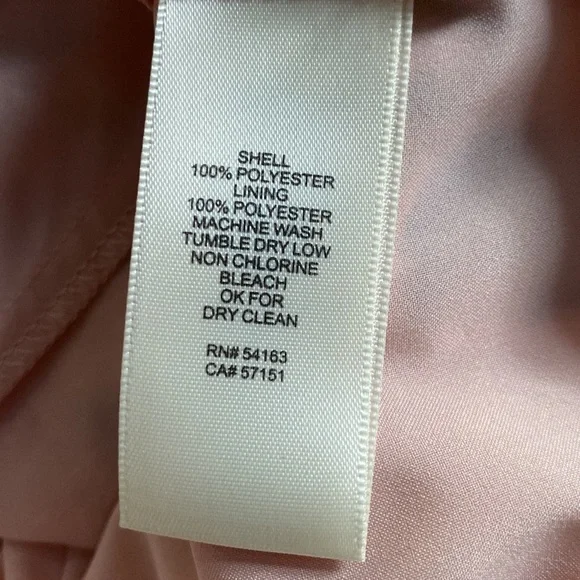 SHELL
100% POLYESTER
LINING
100% POLYESTER
MACHINE WASH
TUMBLE DRY LOW
NON CHLORINE
BLEACH
OK FOR
DRY CLEAN
RN# 54163
CA# 57151